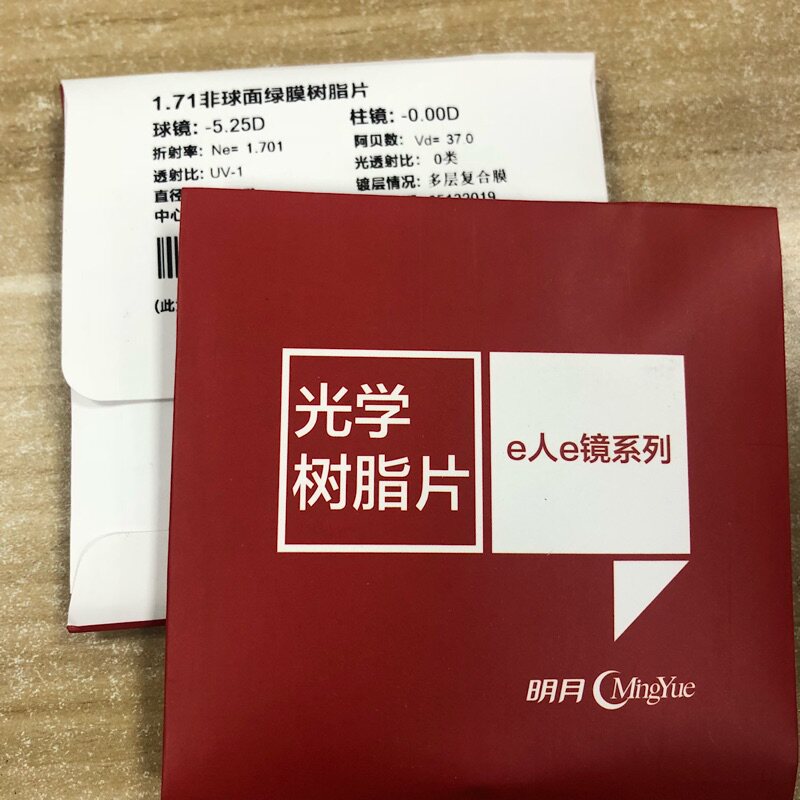 1.71非球面绿膜树脂片
球镜: -5.25D 柱镜: -0.00D
折射率: Ne= 1.701 阿贝数: Vd= 37.0
透射比: UV-1 光透射比: 0类
直径 镀层情况: 多层复合膜
中心
(此
光学
树脂片
e人e镜系列
明月 MingYue